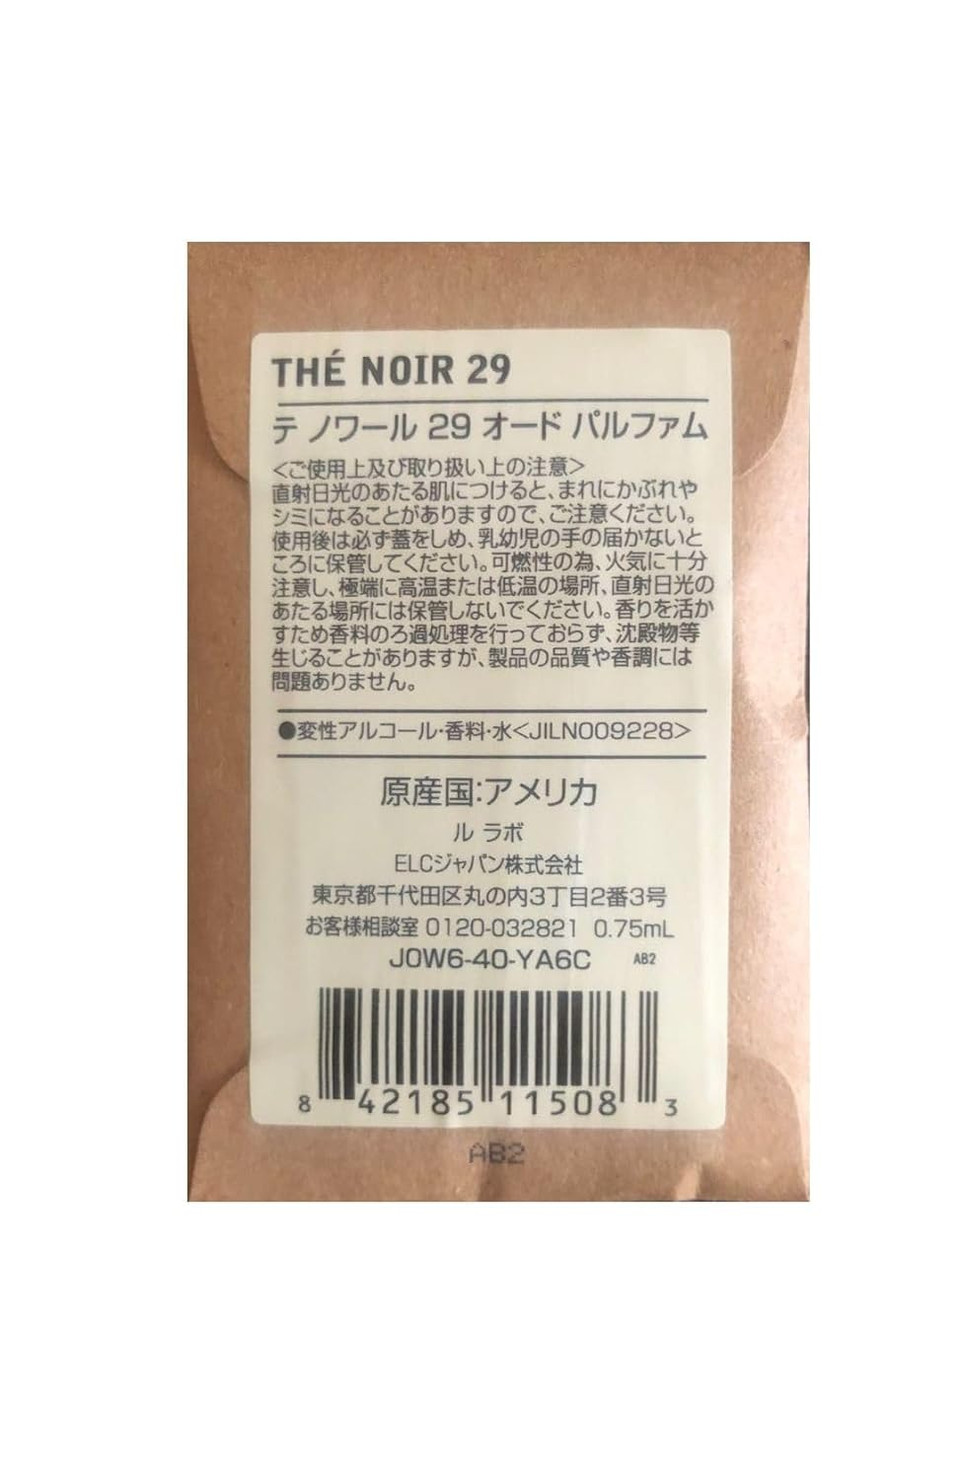 THÉ NOIR 29
テ ノワール 29 オード パルファム
<ご使用上及び取り扱い上の注意>
直射日光のあたる肌につけると、まれにかぶれや
シミになることがありますので、ご注意ください。
使用後は必ず蓋をしめ、乳幼児の手の届かないと
ころに保管してください。可燃性の為、火気に十分
注意し、極端に高温または低温の場所、直射日光の
あたる場所には保管しないでください。香りを活か
すため香料のろ過処理を行っておらず、沈殿物等
生じることがありますが、製品の品質や香調には
問題ありません。
●変性アルコール・香料・水<JILN009228>
原産国:アメリカ
ル ラボ
ELCジャパン株式会社
東京都千代田区丸の内3丁目2番3号
お客様相談室 0120-032821 0.75mL
J0W6-40-YA6C AB2
8 42185 11508 3
AB2